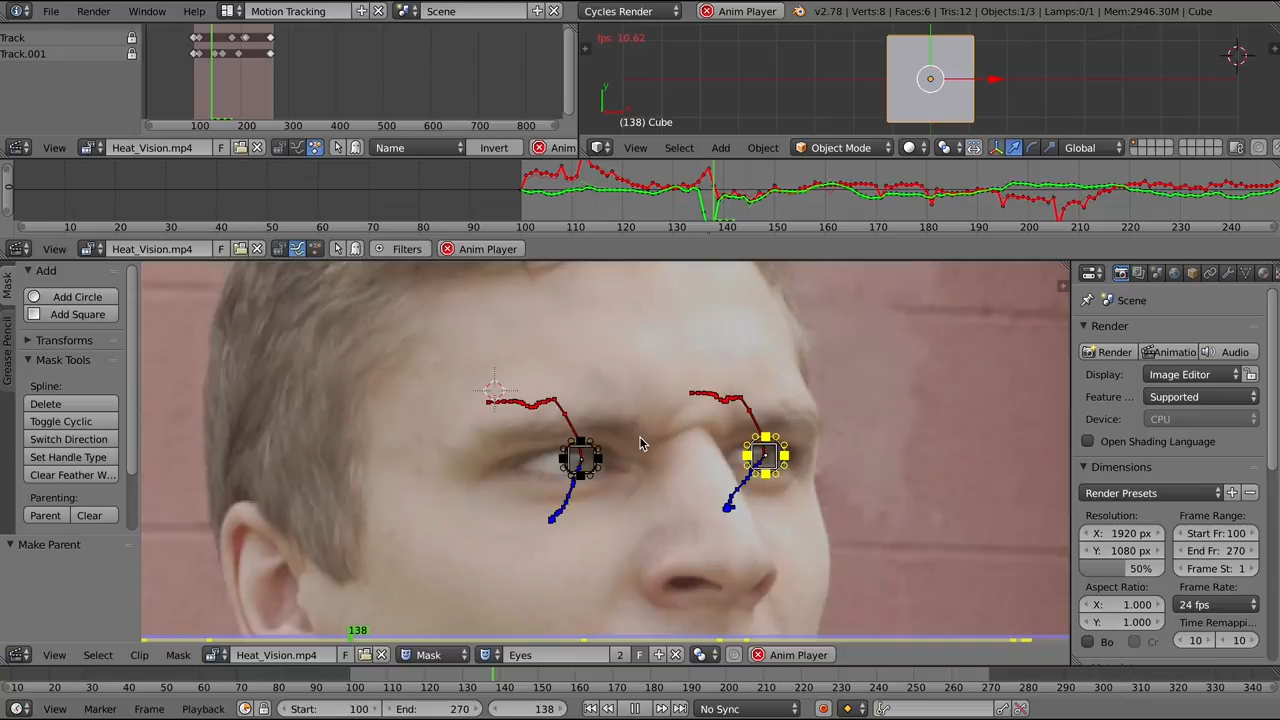 File Render Window Help Motion Tracking Scene Cycles Render Anim Player v2.78 | Verts:8 | Faces:6 | Tris:12 | Objects:1/3 | Lamps:0/1 | Mem:2946.30M | Cube
Track
Track.001
100 200 300 400 500 600 700 800
fps: 10.62
y
(138) Cube
View Heat_Vision.mp4 F Name Invert Anim
View Select Add Object Object Mode Global
0
10 20 30 40 50 60 70 80 90 100 110 120 130 140 150 160 170 180 190 200 210 220 230 240
View Heat_Vision.mp4 F Filters Anim Player
Mask
Grease Pencil
Add
Add Circle
Add Square
Transforms
Mask Tools
Spline:
Delete
Toggle Cyclic
Switch Direction
Set Handle Type
Clear Feather W...
Parenting:
Parent Clear
Make Parent
138
Scene
Render
Render Animatio Audio
Display: Image Editor
Feature ... Supported
Device: CPU
Open Shading Language
Dimensions
Render Presets
Resolution: Frame Range:
X: 1920 px Start Fr: 100
Y: 1080 px End Fr: 270
50% Frame St: 1
Aspect Ratio: Frame Rate:
X: 1.000 24 fps
Y: 1.000 Time Remappi...
Bo Cr 10 10
View Select Clip Mask Heat_Vision.mp4 F Mask Eyes 2 F Anim Player
10 20 30 40 50 60 70 80 90 100 110 120 130 140 150 160 170 180 190 200 210 220 230 240 250 260 270 280 290 300 310 320 330 340
View Marker Frame Playback Start: 100 End: 270 138 No Sync